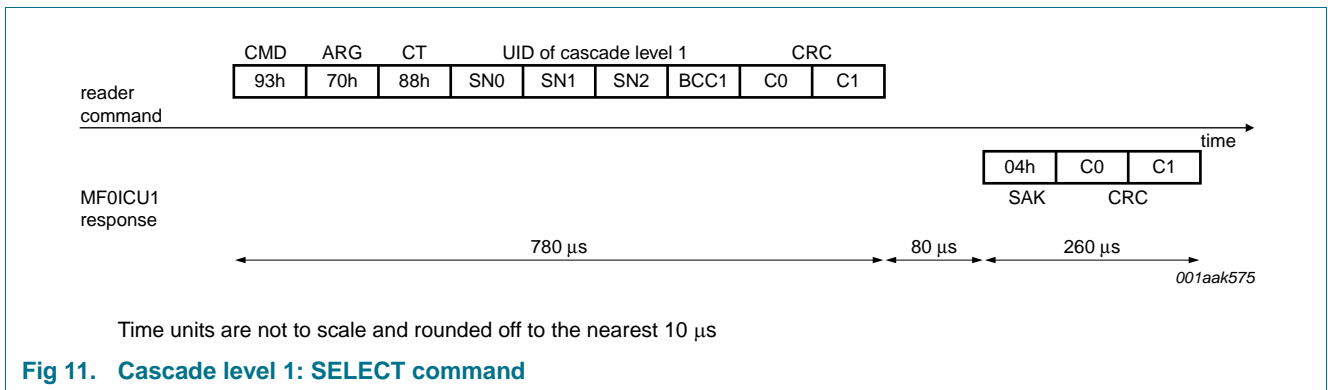 CMD ARG CT UID of cascade level 1 CRC
93h 70h 88h SN0 SN1 SN2 BCC1 C0 C1
reader
command
time
04h C0 C1
MF0ICU1
response
SAK CRC
780 μs 80 μs 260 μs
001aak575
Time units are not to scale and rounded off to the nearest 10 μs
Fig 11. Cascade level 1: SELECT command